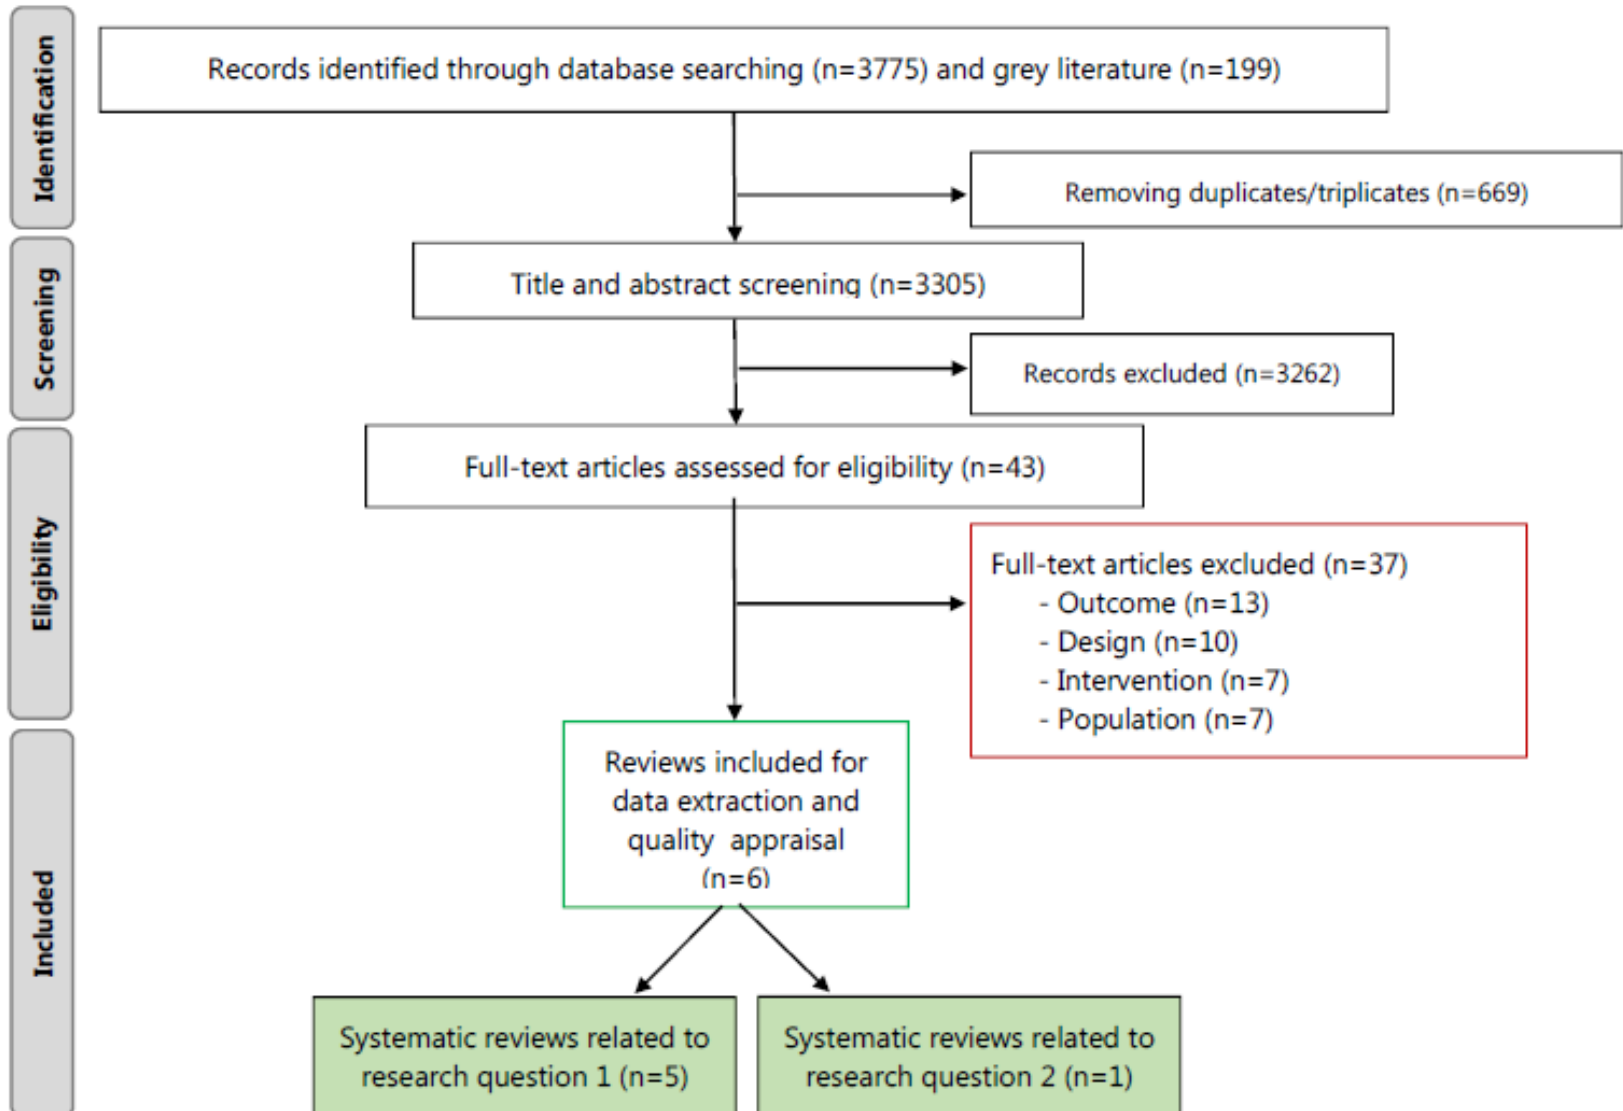 Identification
Records identified through database searching (n=3775) and grey literature (n=199)
Removing duplicates/triplicates (n=669)
Screening
Title and abstract screening (n=3305)
Records excluded (n=3262)
Eligibility
Full-text articles assessed for eligibility (n=43)
Full-text articles excluded (n=37)
- Outcome (n=13)
- Design (n=10)
- Intervention (n=7)
- Population (n=7)
Included
Reviews included for
data extraction and
quality appraisal
(n=6)
Systematic reviews related to
research question 1 (n=5)
Systematic reviews related to
research question 2 (n=1)